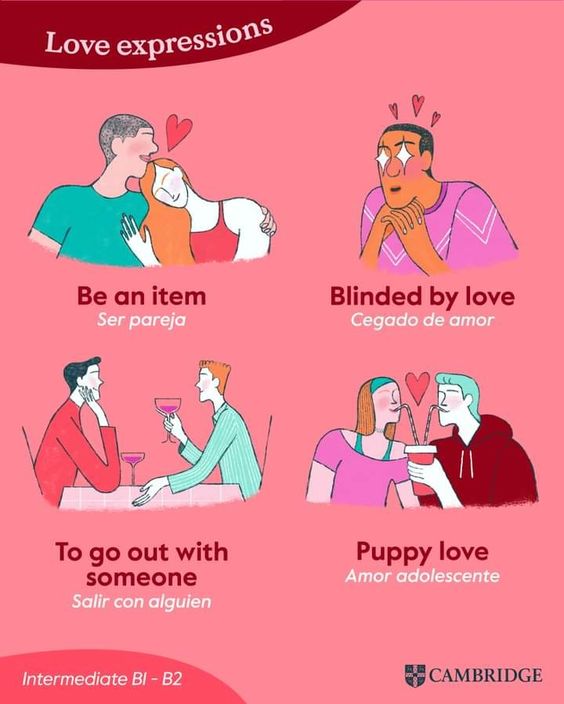 Love expressions
Be an item
Ser pareja
Blinded by love
Cegado de amor
To go out with
someone
Salir con alguien
Puppy love
Amor adolescente
Intermediate B1 - B2
CAMBRIDGE